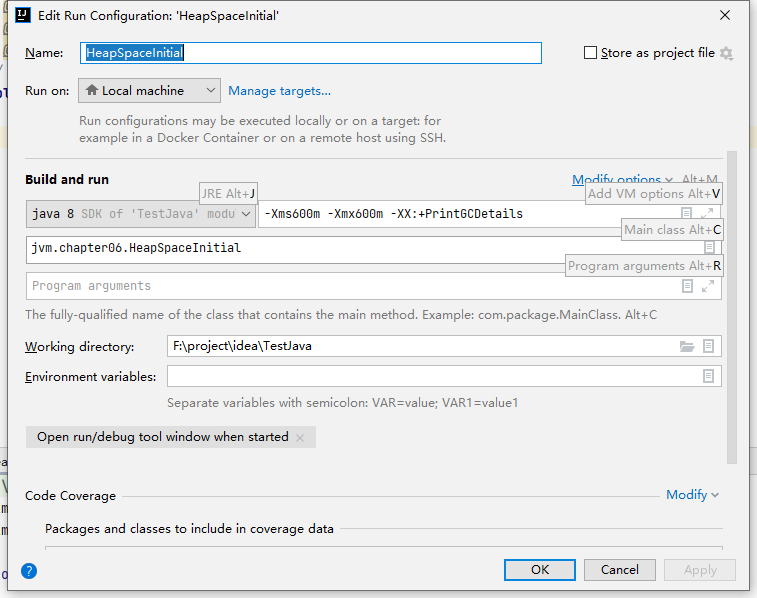 Edit Run Configuration: 'HeapSpaceInitial'
Name: HeapSpaceInitial
Store as project file
Run on: Local machine Manage targets...
Run configurations may be executed locally or on a target: for
example in a Docker Container or on a remote host using SSH.
Build and run
Modify options Alt+M
JRE Alt+J
Add VM options Alt+V
java 8 SDK of 'TestJava' modu
-Xms600m -Xmx600m -XX:+PrintGCDetails
Main class Alt+C
jvm.chapter06.HeapSpaceInitial
Program arguments Alt+R
Program arguments
The fully-qualified name of the class that contains the main method. Example: com.package.MainClass. Alt+C
Working directory: F:\project\idea\TestJava
Environment variables:
Separate variables with semicolon: VAR=value; VAR1=value1
Open run/debug tool window when started
Code Coverage
Modify
Packages and classes to include in coverage data
? OK Cancel Apply